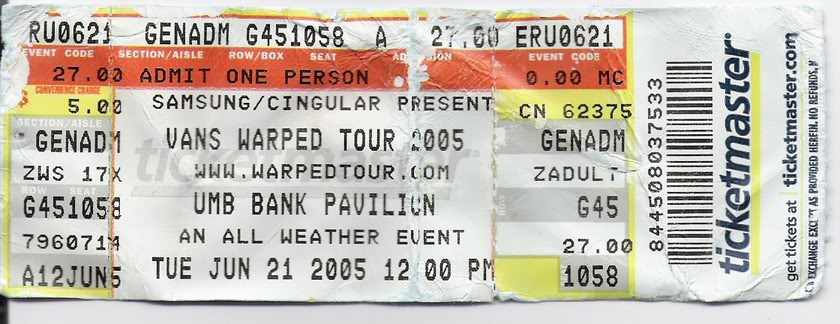 RU0621 GENADM G451058 A 27.00 ERU0621
EVENT CODE SECTION/AISLE ROW/BOX SEAT EVENT CODE
27.00 ADMIT ONE PERSON 0.00 MC
CONVENIENCE CHARGE
5.00 SAMSUNG/CINGULAR PRESENT CN 62375
SECTION/AISLE
GENADM VANS WARPED TOUR 2005 GENADM
ticketmaster
ZWS 17X WWW.WARPEDTOUR.COM ZADULT
ROW SEAT
G451058 UMB BANK PAVILION G45
7960714 AN ALL WEATHER EVENT 27.00
A12JUN5 TUE JUN 21 2005 12 00 PM 1058
844508037533
ticketmaster
get tickets at ticketmaster.com
EXCHANGE AS PROVIDED HEREIN. NO REFUNDS,